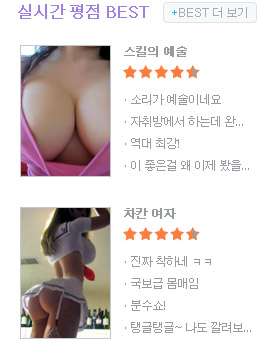 실시간 평점 BEST
+BEST 더 보기
스킬의 예술
· 소리가 예술이네요
· 자취방에서 하는데 완...
· 역대 최강!
· 이 좋은걸 왜 이제 봤을...
차칸 여자
· 진짜 착하네 ㅋㅋ
· 국보급 몸매임
· 분수쇼!
· 탱글탱글~ 나도 깔려보...